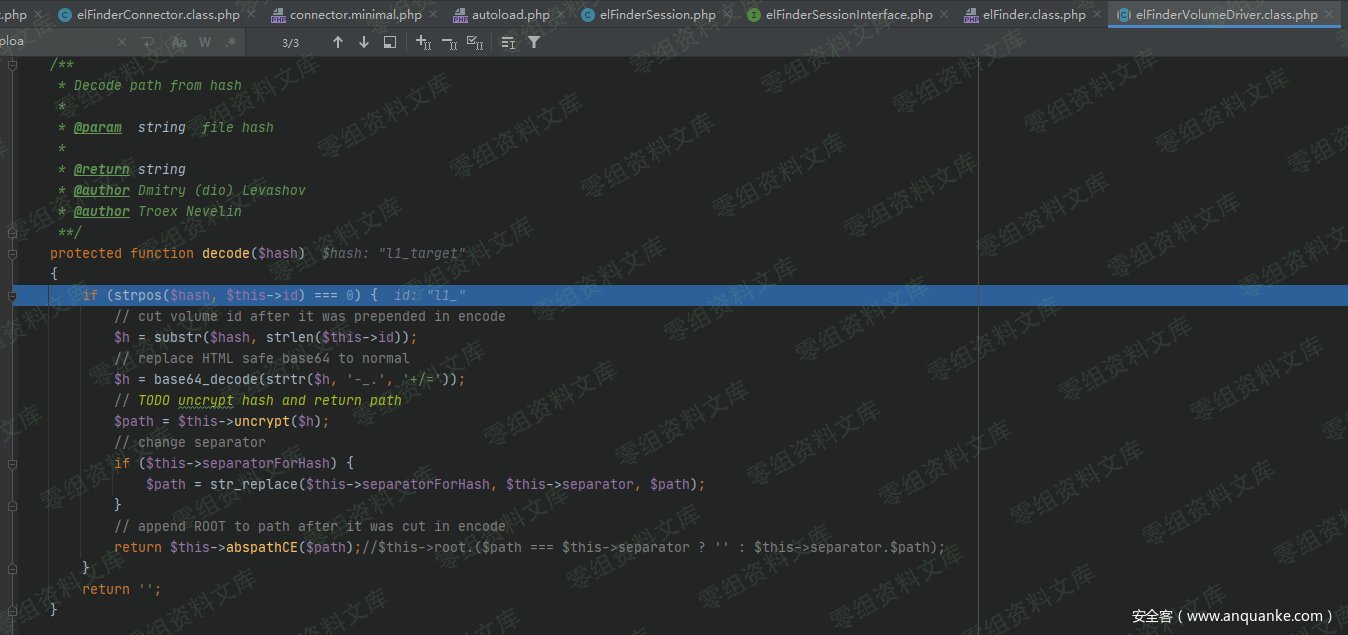 t.php × elFinderConnector.class.php × connector.minimal.php × autoload.php × elFinderSession.php × elFinderSessionInterface.php × elFinder.class.php × elFinderVolumeDriver.class.php ×
ploa × Aa W .* 3/3
/**
* Decode path from hash
*
* @param string file hash
*
* @return string
* @author Dmitry (dio) Levashov
* @author Troex Nevelin
**/
protected function decode($hash) $hash: "l1_target"
{
if (strpos($hash, $this->id) === 0) { id: "l1_"
// cut volume id after it was prepended in encode
$h = substr($hash, strlen($this->id));
// replace HTML safe base64 to normal
$h = base64_decode(strtr($h, '-_.', '+/='));
// TODO uncrypt hash and return path
$path = $this->uncrypt($h);
// change separator
if ($this->separatorForHash) {
$path = str_replace($this->separatorForHash, $this->separator, $path);
}
// append ROOT to path after it was cut in encode
return $this->abspathCE($path);//$this->root.($path === $this->separator ? '' : $this->separator.$path);
}
return '';
}
零组资料文库
安全客（www.anquanke.com）